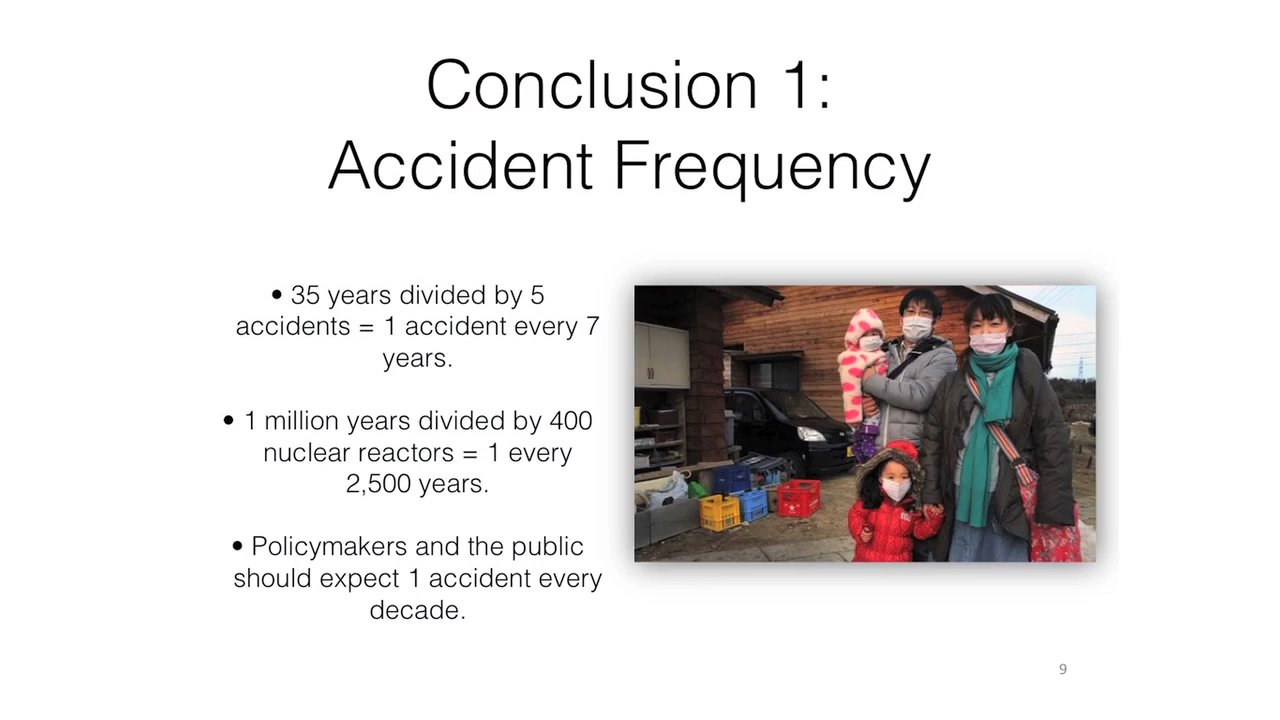 Conclusion 1:
Accident Frequency
• 35 years divided by 5
accidents = 1 accident every 7
years.
• 1 million years divided by 400
nuclear reactors = 1 every
2,500 years.
• Policymakers and the public
should expect 1 accident every
decade.
9